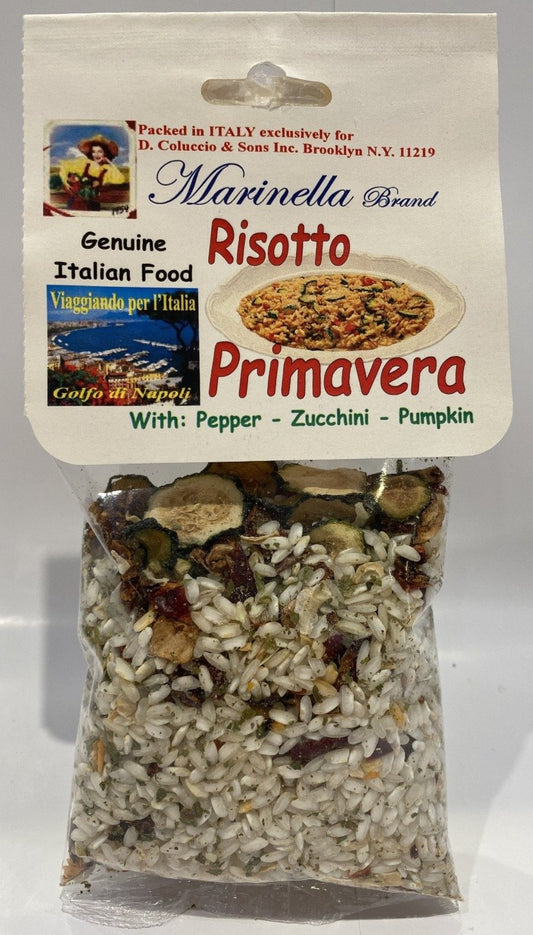 Packed in ITALY exclusively for
D. Coluccio & Sons Inc. Brooklyn N.Y. 11219
1954
Marinella Brand
Genuine
Italian Food
Risotto
Viaggiando per l'Italia
Golfo di Napoli
Primavera
With: Pepper - Zucchini - Pumpkin